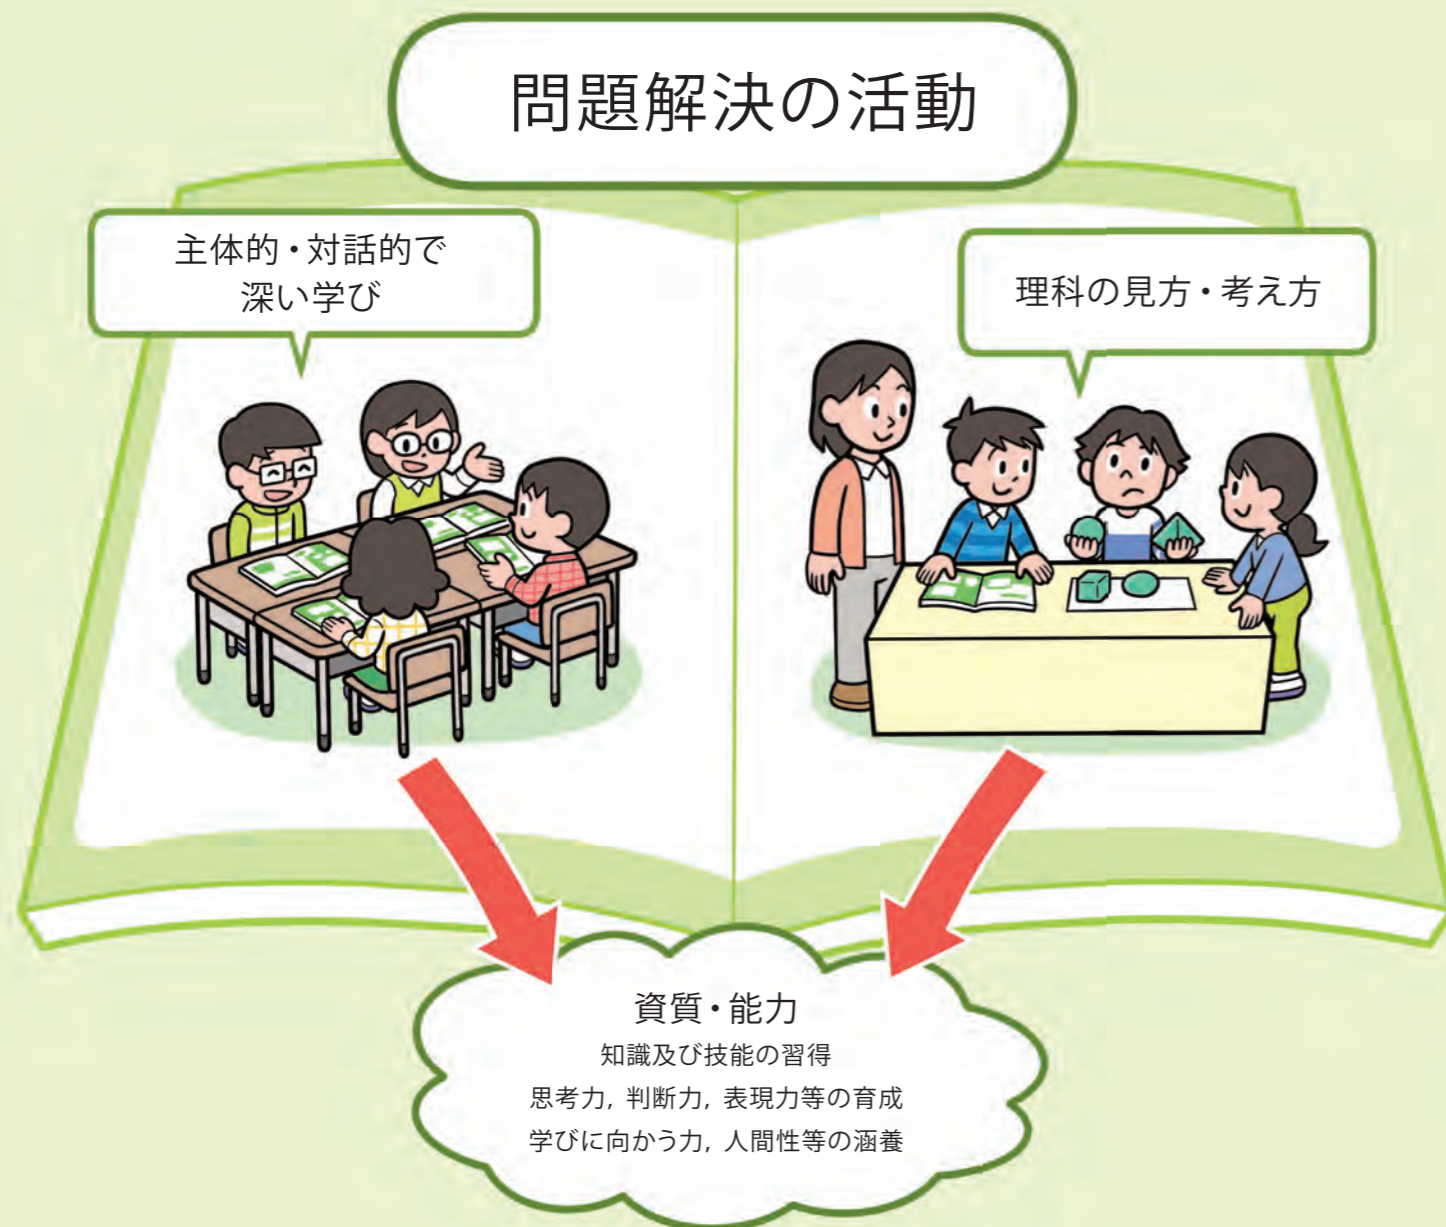 問題解決の活動
主体的・対話的で
深い学び
理科の見方・考え方
資質・能力
知識及び技能の習得
思考力, 判断力, 表現力等の育成
学びに向かう力, 人間性等の涵養